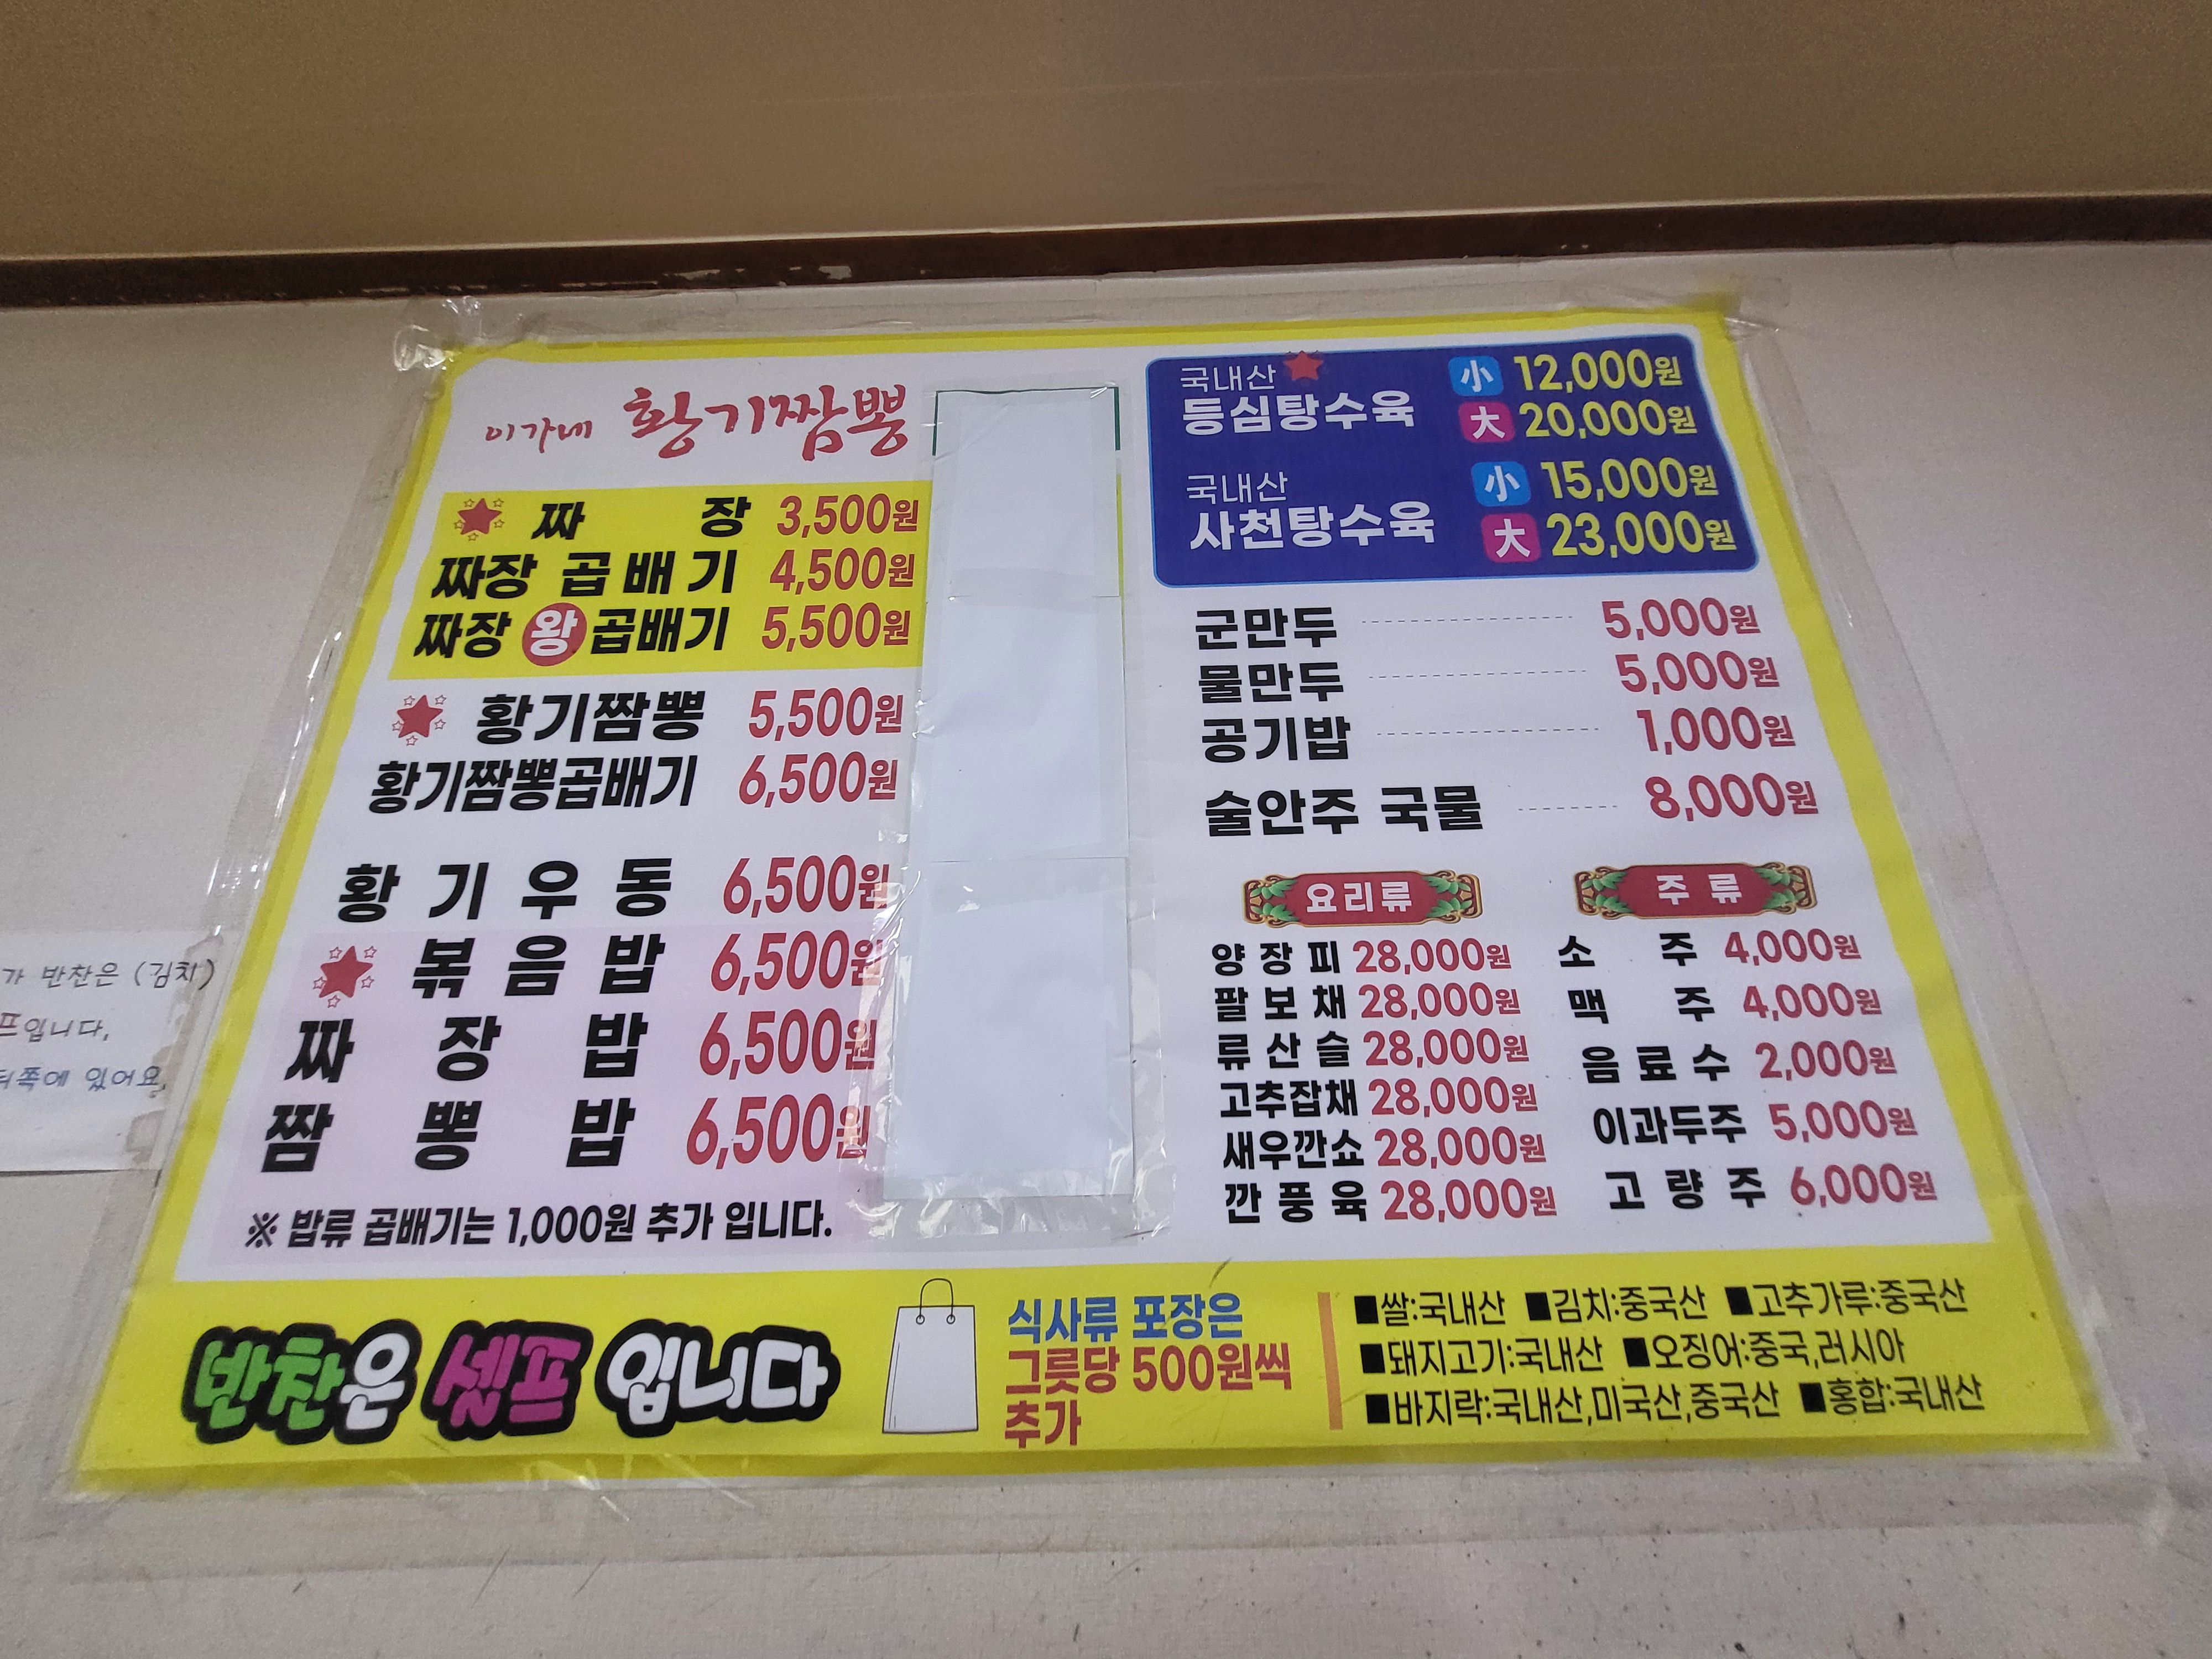 이가네 황기짬뽕
짜 장 3,500원
짜장 곱배기 4,500원
짜장 왕 곱배기 5,500원
황기짬뽕 5,500원
황기짬뽕곱배기 6,500원
황기우동 6,500원
볶음밥 6,500원
짜장밥 6,500원
짬뽕밥 6,500원
※ 밥류 곱배기는 1,000원 추가 입니다.
국내산
등심탕수육 小 12,000원
大 20,000원
국내산
사천탕수육 小 15,000원
大 23,000원
군만두 5,000원
물만두 5,000원
공기밥 1,000원
술안주 국물 8,000원
요리류
양장피 28,000원
팔보채 28,000원
류산슬 28,000원
고추잡채 28,000원
새우깐쇼 28,000원
깐풍육 28,000원
주류
소 주 4,000원
맥 주 4,000원
음료수 2,000원
이과두주 5,000원
고량주 6,000원
반찬은 셀프 입니다
식사류 포장은
그릇당 500원씩
추가
■쌀:국내산 ■김치:중국산 ■고추가루:중국산
■돼지고기:국내산 ■오징어:중국,러시아
■바지락:국내산,미국산,중국산 ■홍합:국내산
가 반찬은 (김치)
프입니다,
쪽에 있어요,